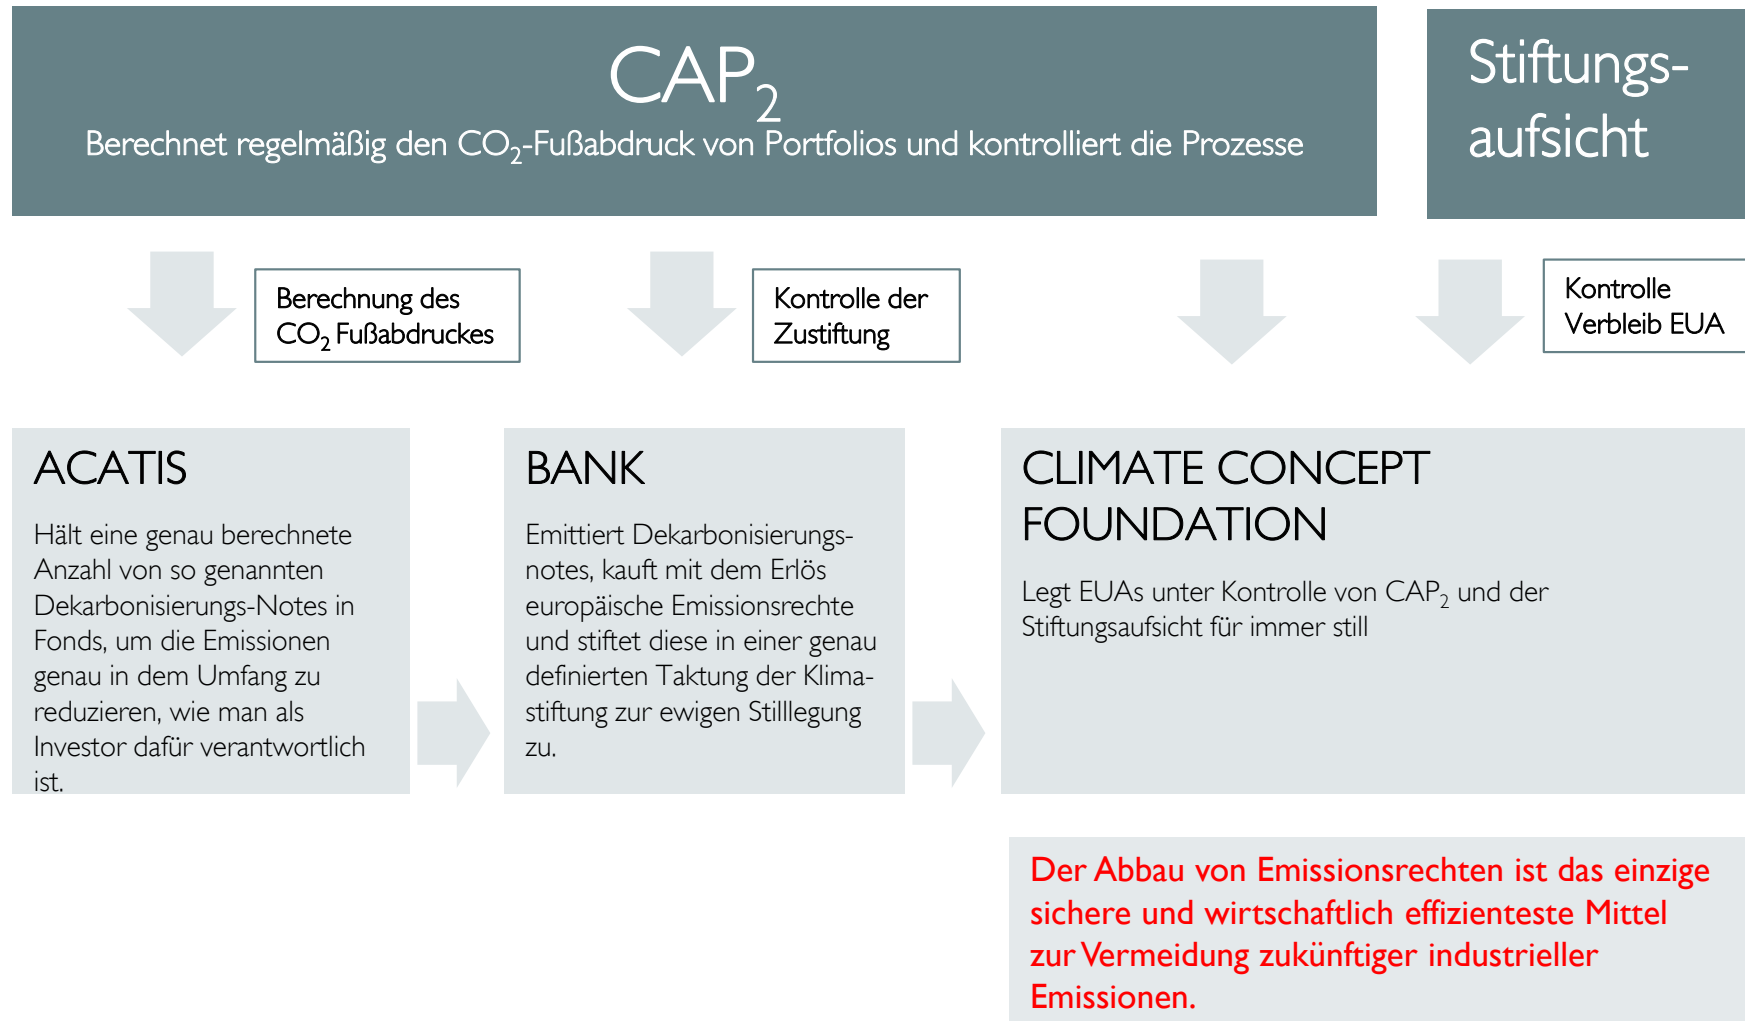 CAP₂
Berechnet regelmäßig den CO₂-Fußabdruck von Portfolios und kontrolliert die Prozesse
Stiftungs-
aufsicht
Berechnung des
CO₂ Fußabdruckes
Kontrolle der
Zustiftung
Kontrolle
Verbleib EUA
ACATIS
Hält eine genau berechnete
Anzahl von so genannten
Dekarbonisierungs-Notes in
Fonds, um die Emissionen
genau in dem Umfang zu
reduzieren, wie man als
Investor dafür verantwortlich
ist.
BANK
Emittiert Dekarbonisierungs-
notes, kauft mit dem Erlös
europäische Emissionsrechte
und stiftet diese in einer genau
definierten Taktung der Klima-
stiftung zur ewigen Stilllegung
zu.
CLIMATE CONCEPT
FOUNDATION
Legt EUAs unter Kontrolle von CAP₂ und der
Stiftungsaufsicht für immer still
Der Abbau von Emissionsrechten ist das einzige
sichere und wirtschaftlich effizienteste Mittel
zur Vermeidung zukünftiger industrieller
Emissionen.